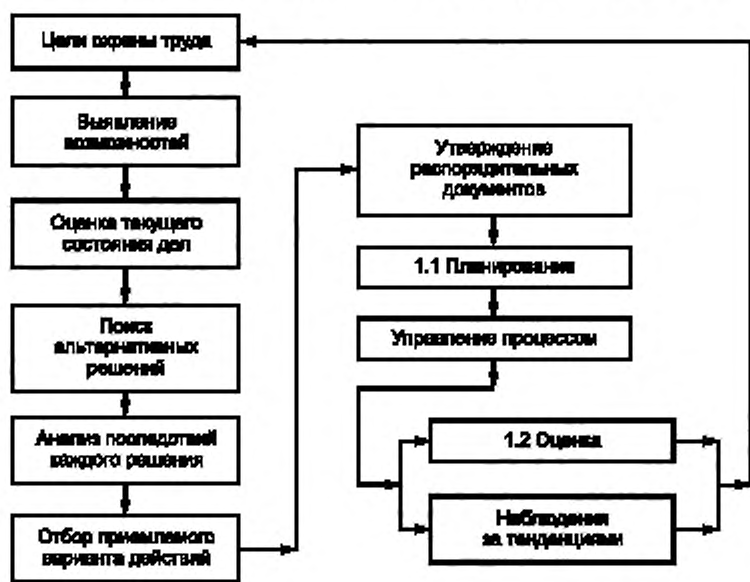 Цели охраны труда
Выявление
возможностей
Оценка текущего
состояния дел
Поиск
альтернативных
решений
Анализ последствий
каждого решения
Отбор приемлемого
варианта действий
Утверждение
распорядительных
документов
1.1 Планирование
Управление процессом
1.2 Оценка
Наблюдения
за тенденциями